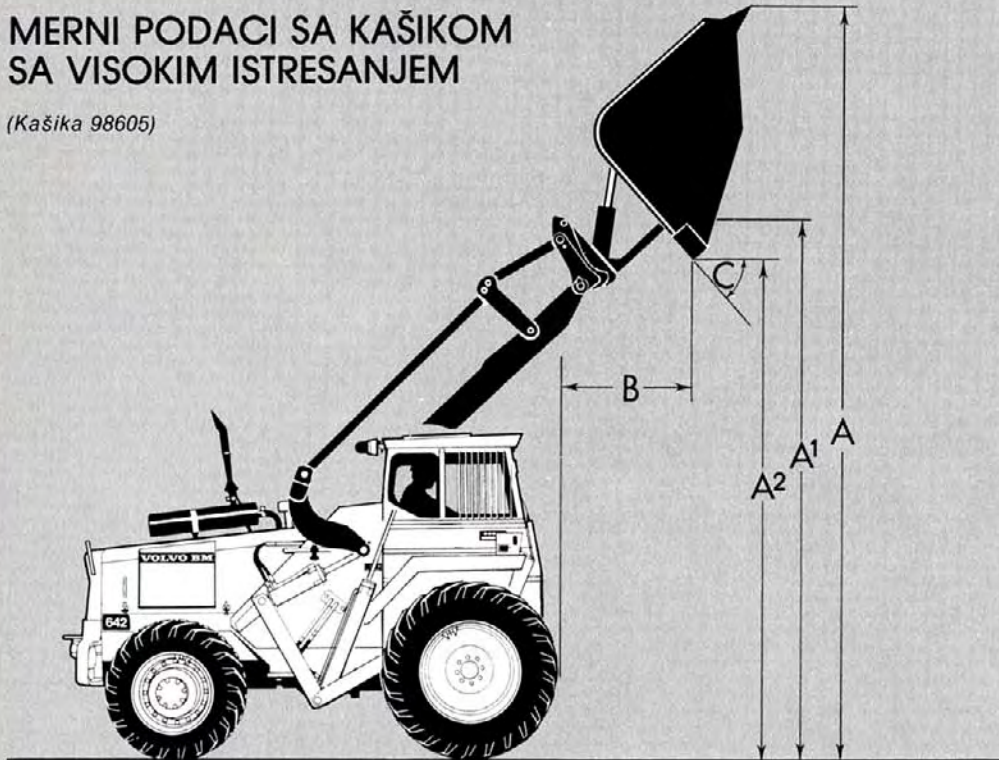 MERNI PODACI SA KAŠIKOM
SA VISOKIM ISTRESANJEM
(Kašika 98605)
C
B
A
A¹
A²
VOLVO BM
642